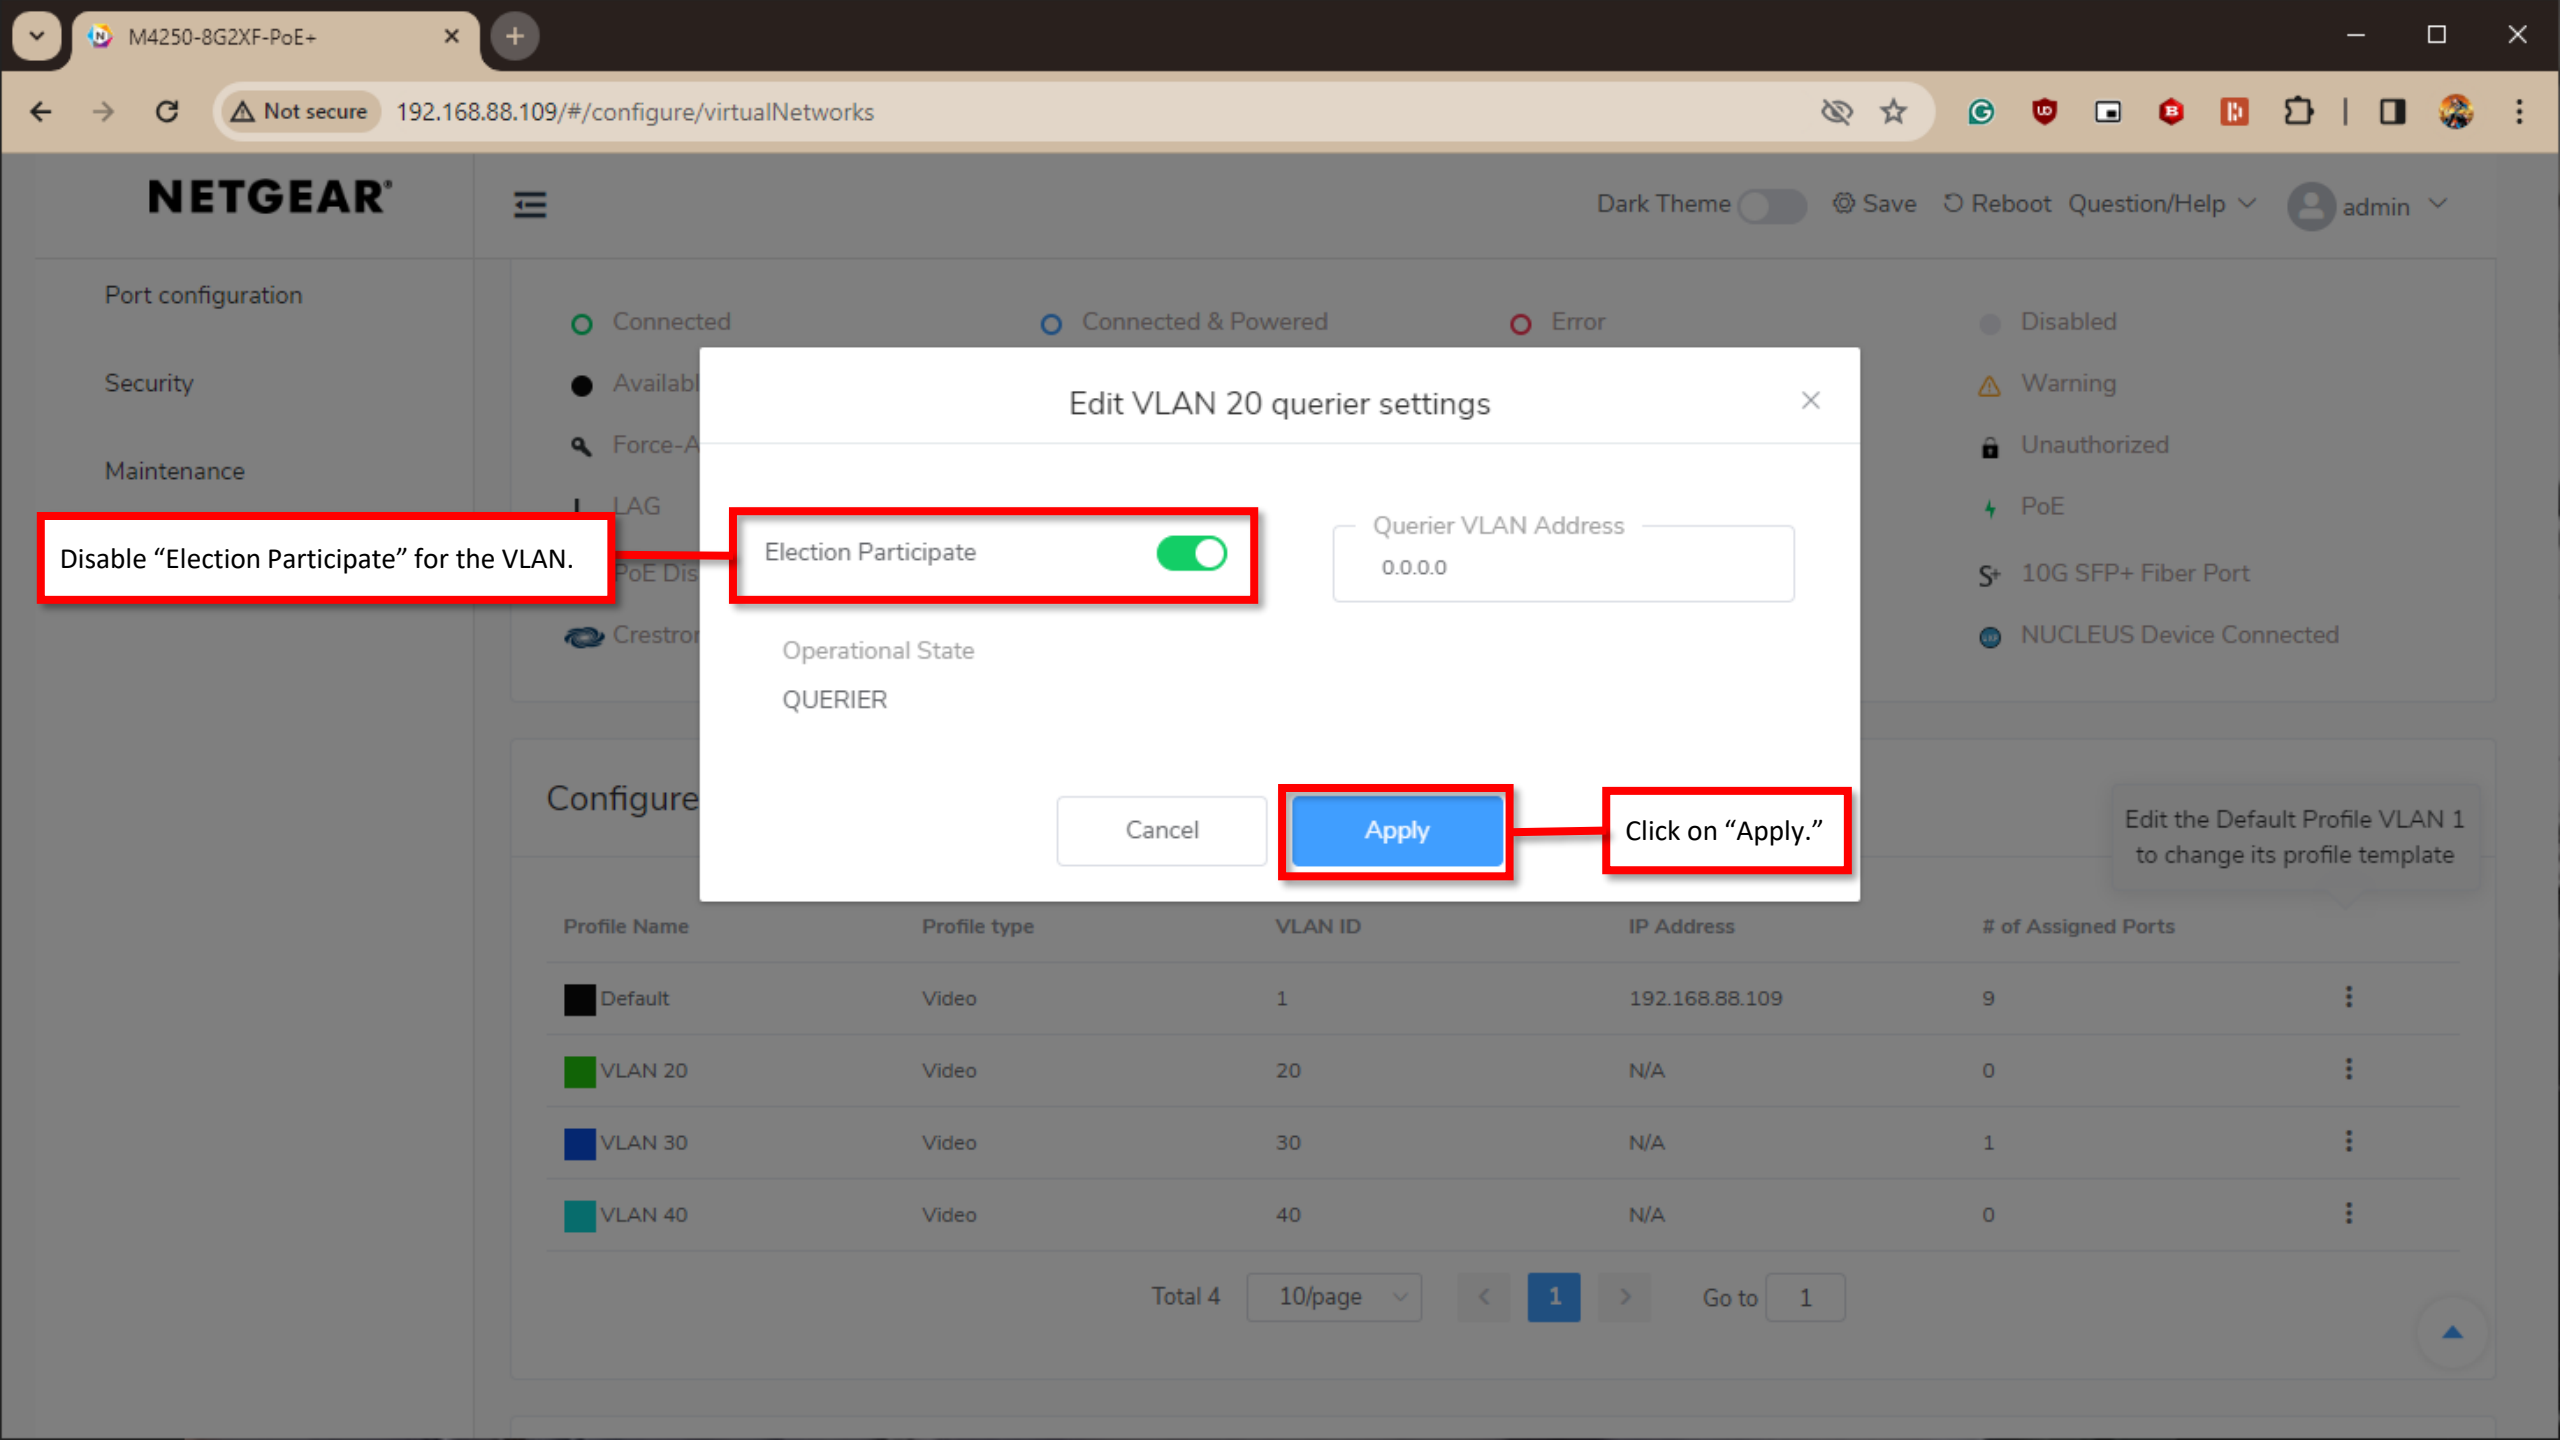 M4250-8G2XF-PoE+
Not secure
192.168.88.109/#/configure/virtualNetworks
NETGEAR®
Dark Theme
Save
Reboot
Question/Help
admin
Port configuration
Security
Maintenance
Connected
Connected & Powered
Error
Disabled
Availabl
Warning
Force-A
Unauthorized
LAG
PoE
PoE Dis
10G SFP+ Fiber Port
Crestron
NUCLEUS Device Connected
Edit VLAN 20 querier settings
Disable “Election Participate” for the VLAN.
Election Participate
Querier VLAN Address
0.0.0.0
Operational State
QUERIER
Cancel
Apply
Click on “Apply.”
Configure
Edit the Default Profile VLAN 1
to change its profile template
Profile Name Profile type VLAN ID IP Address # of Assigned Ports
Default Video 1 192.168.88.109 9
VLAN 20 Video 20 N/A 0
VLAN 30 Video 30 N/A 1
VLAN 40 Video 40 N/A 0
Total 4 10/page 1 Go to 1